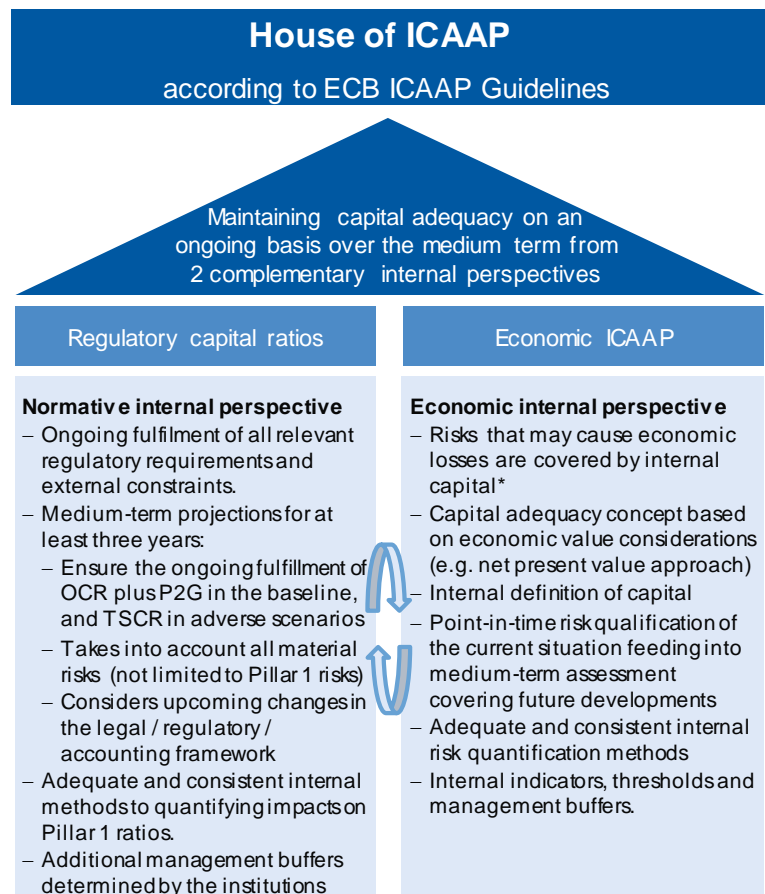 House of ICAAP
according to ECB ICAAP Guidelines
Maintaining capital adequacy on an
ongoing basis over the medium term from
2 complementary internal perspectives
Regulatory capital ratios
Normative internal perspective
– Ongoing fulfilment of all relevant
regulatory requirements and
external constraints.
– Medium-term projections for at
least three years:
– Ensure the ongoing fulfillment of
OCR plus P2G in the baseline,
and TSCR in adverse scenarios
– Takes into account all material
risks (not limited to Pillar 1 risks)
– Considers upcoming changes in
the legal / regulatory /
accounting framework
– Adequate and consistent internal
methods to quantifying impacts on
Pillar 1 ratios.
– Additional management buffers
determined by the institutions
Economic ICAAP
Economic internal perspective
– Risks that may cause economic
losses are covered by internal
capital*
– Capital adequacy concept based
on economic value considerations
(e.g. net present value approach)
– Internal definition of capital
– Point-in-time risk qualification of
the current situation feeding into
medium-term assessment
covering future developments
– Adequate and consistent internal
risk quantification methods
– Internal indicators, thresholds and
management buffers.